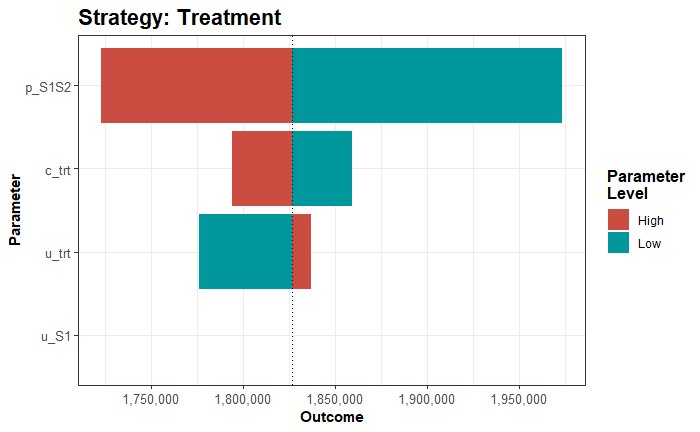 Strategy: Treatment
p_S1S2
c_trt
u_trt
u_S1
Parameter
1,750,000 1,800,000 1,850,000 1,900,000 1,950,000
Outcome
Parameter
Level
High
Low